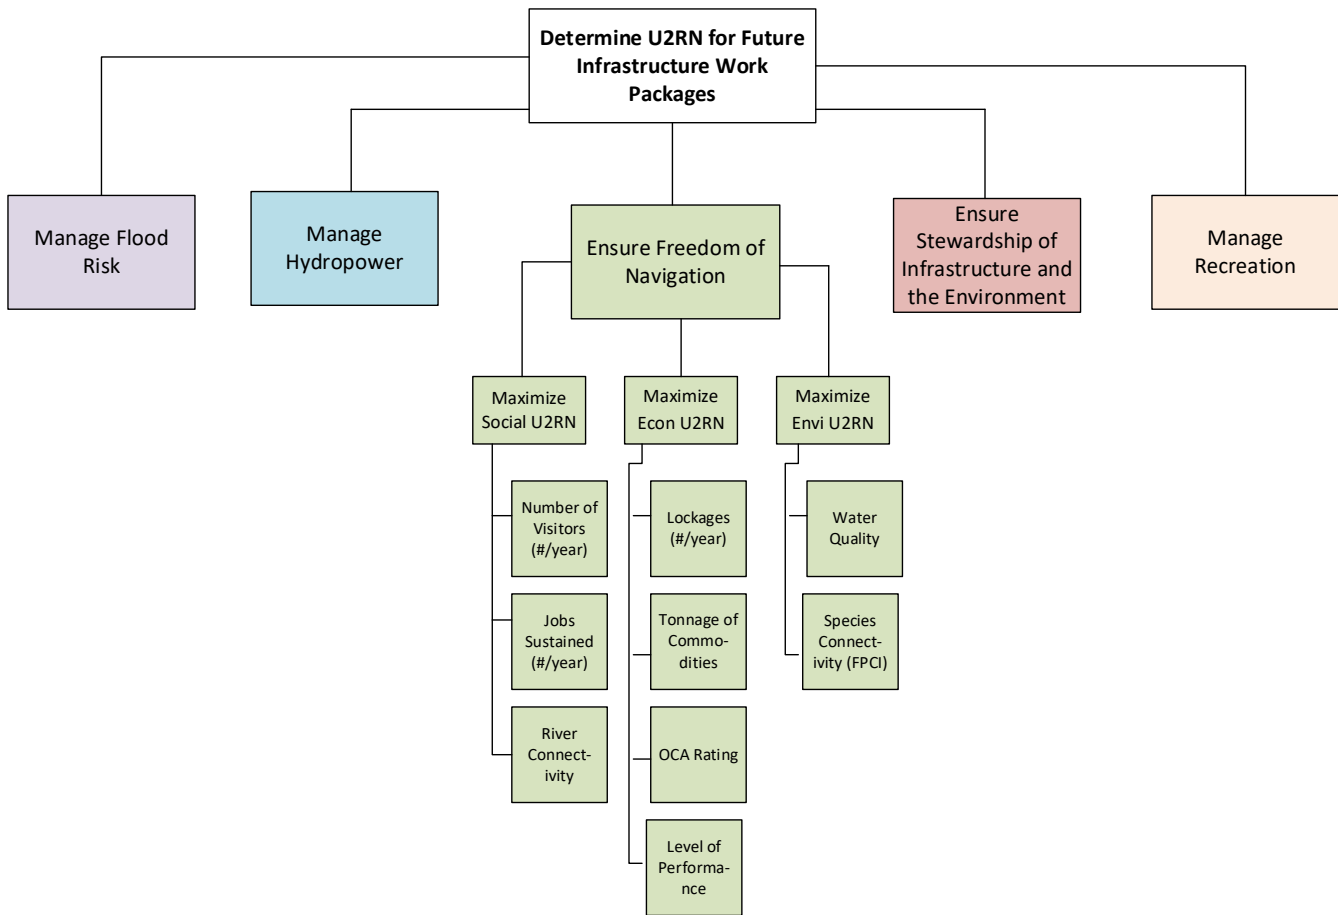 Determine U2RN for Future
Infrastructure Work
Packages
Manage Flood
Risk
Manage
Hydropower
Ensure Freedom of
Navigation
Ensure
Stewardship of
Infrastructure and
the Environment
Manage
Recreation
Maximize
Social U2RN
Maximize
Econ U2RN
Maximize
Envi U2RN
Number of
Visitors
(#/year)
Jobs
Sustained
(#/year)
River
Connect-
ivity
Lockages
(#/year)
Tonnage of
Commo-
dities
OCA Rating
Level of
Performa-
nce
Water
Quality
Species
Connect-
ivity (FPCI)